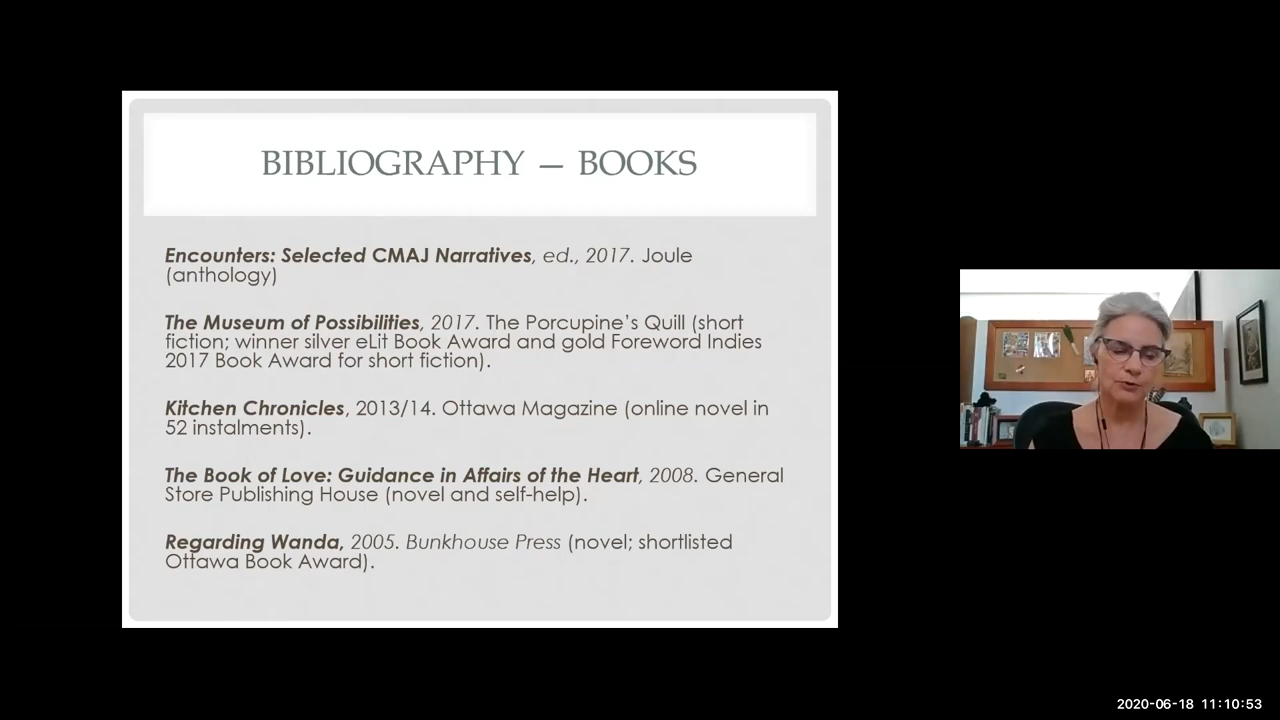 BIBLIOGRAPHY — BOOKS
Encounters: Selected CMAJ Narratives, ed., 2017. Joule
(anthology)
The Museum of Possibilities, 2017. The Porcupine’s Quill (short
fiction; winner silver eLit Book Award and gold Foreword Indies
2017 Book Award for short fiction).
Kitchen Chronicles, 2013/14. Ottawa Magazine (online novel in
52 instalments).
The Book of Love: Guidance in Affairs of the Heart, 2008. General
Store Publishing House (novel and self-help).
Regarding Wanda, 2005. Bunkhouse Press (novel; shortlisted
Ottawa Book Award).
2020-06-18 11:10:53